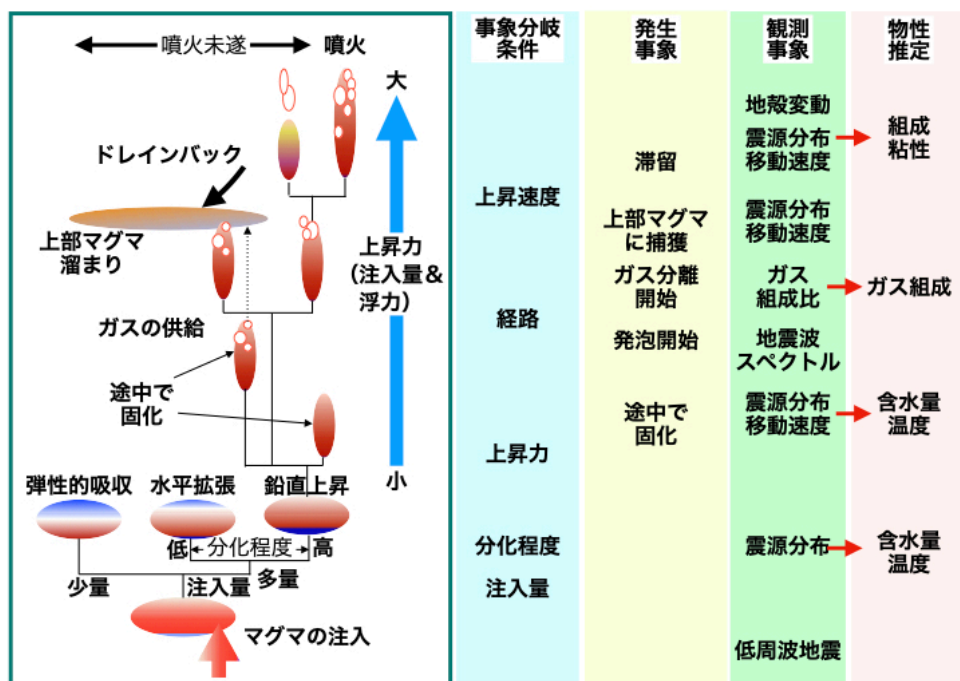 噴火未遂
噴火
大
ドレインバック
上部マグマ
溜まり
上昇力
(注入量&
浮力)
ガスの供給
途中で
固化
小
弾性的吸収
水平拡張
鉛直上昇
低
分化程度
高
少量
注入量
多量
マグマの注入
事象分岐
条件
上昇速度
経路
上昇力
分化程度
注入量
発生
事象
滞留
上部マグマ
に捕獲
ガス分離
開始
発泡開始
途中で
固化
観測
事象
地殻変動
震源分布
移動速度
震源分布
移動速度
ガス
組成比
地震波
スペクトル
震源分布
移動速度
震源分布
低周波地震
物性
推定
組成
粘性
ガス組成
含水量
温度
含水量
温度